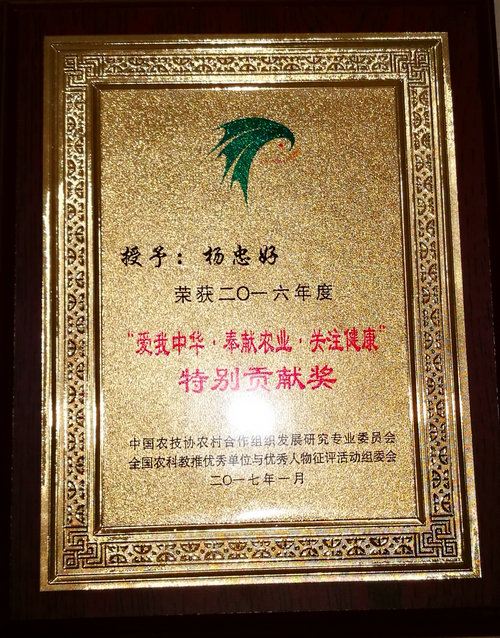 授予：杨忠好
荣获二〇一六年度
“爱我中华·奉献农业·关注健康”
特别贡献奖
中国农技协农村合作组织发展研究专业委员会
全国农科教推优秀单位与优秀人物征评活动组委会
二〇一七年一月